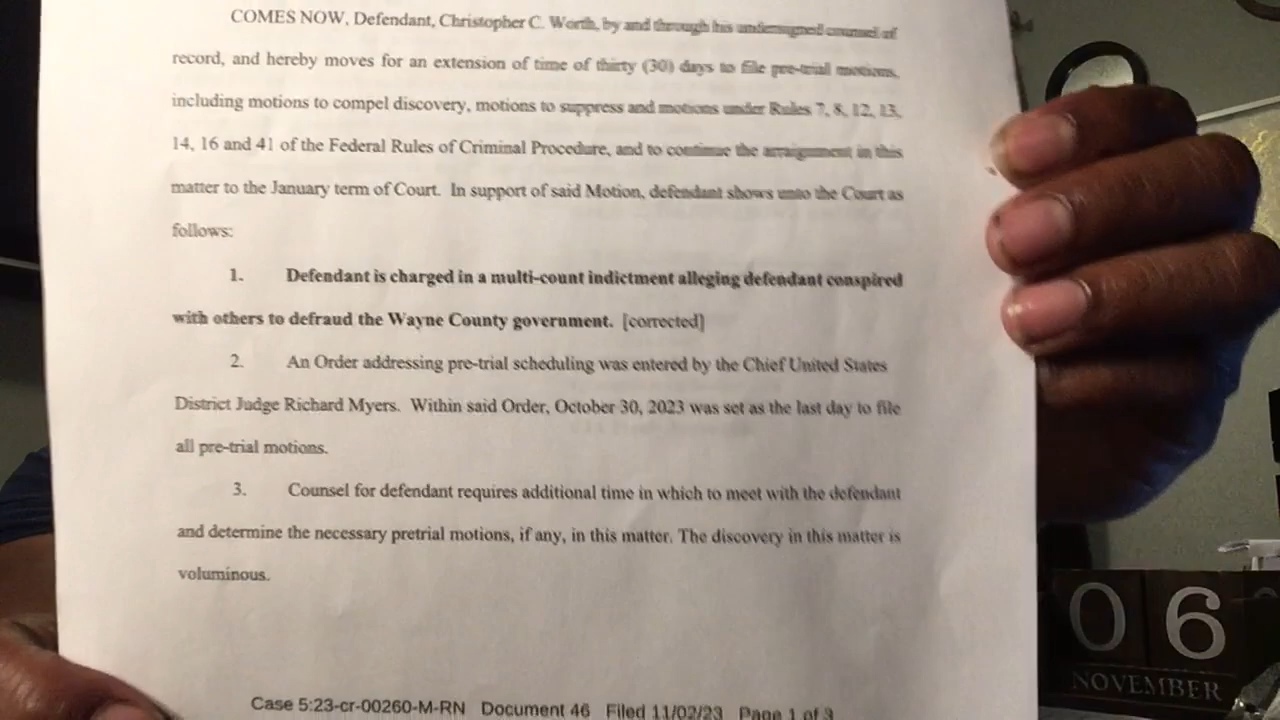 COMES NOW, Defendant, Christopher C. Worth, by and through his undersigned counsel of
record, and hereby moves for an extension of time of thirty (30) days to file pre-trial motions,
including motions to compel discovery, motions to suppress and motions under Rules 7, 8, 12, 13,
14, 16 and 41 of the Federal Rules of Criminal Procedure, and to continue the arraignment in this
matter to the January term of Court. In support of said Motion, defendant shows unto the Court as
follows:
1. Defendant is charged in a multi-count indictment alleging defendant conspired
with others to defraud the Wayne County government. [corrected]
2. An Order addressing pre-trial scheduling was entered by the Chief United States
District Judge Richard Myers. Within said Order, October 30, 2023 was set as the last day to file
all pre-trial motions.
3. Counsel for defendant requires additional time in which to meet with the defendant
and determine the necessary pretrial motions, if any, in this matter. The discovery in this matter is
voluminous.
Case 5:23-cr-00260-M-RN Document 46 Filed 11/02/23 Page 1 of 3
06
NOVEMBER